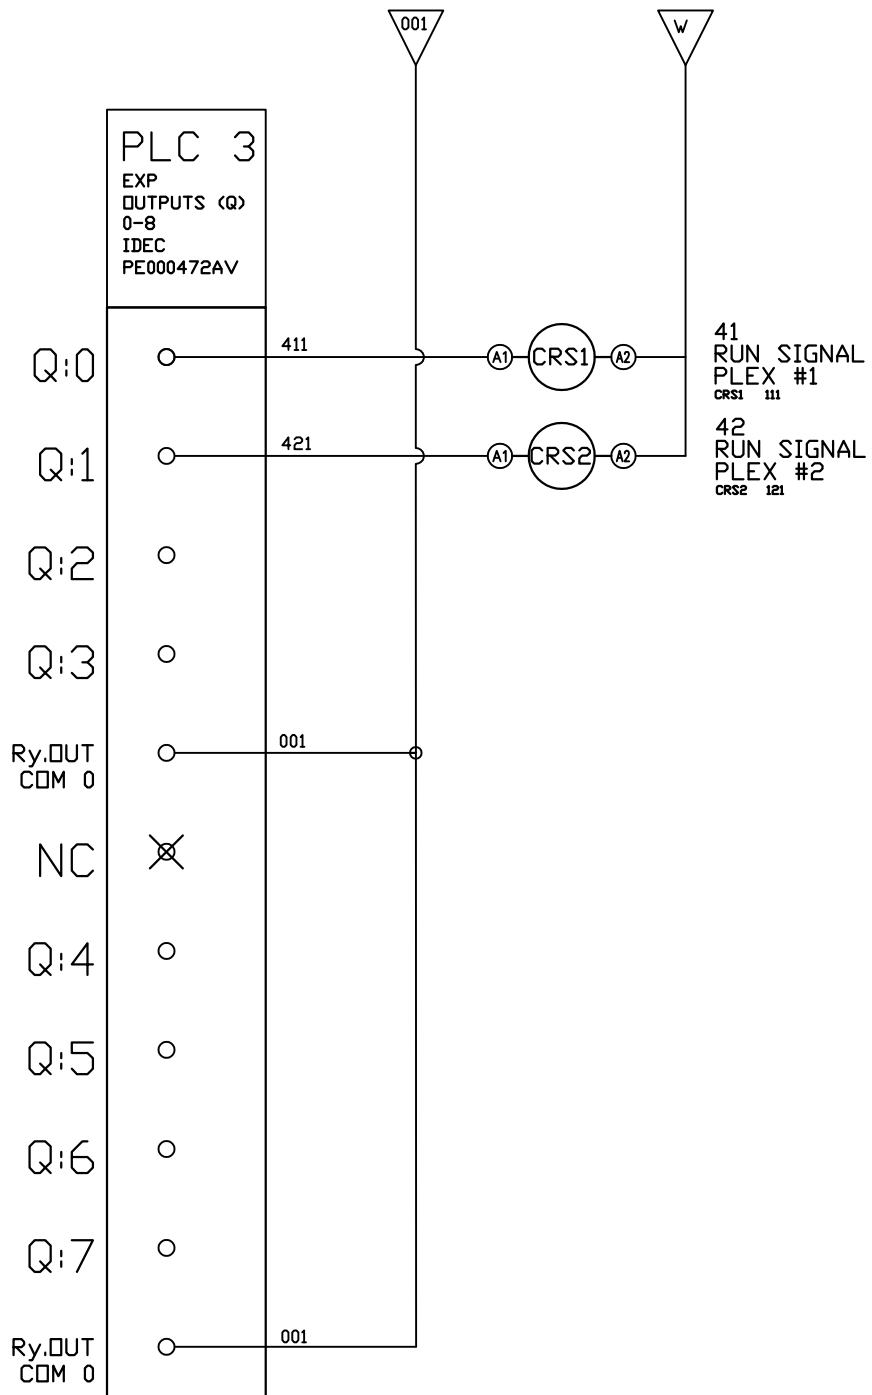 001
W
PLC 3
EXP
OUTPUTS (Q)
0-8
IDEC
PE000472AV
Q:0
411
A1
CRS1
A2
41
RUN SIGNAL
PLEX #1
CRS1 111
Q:1
421
A1
CRS2
A2
42
RUN SIGNAL
PLEX #2
CRS2 121
Q:2
Q:3
Ry.OUT
COM 0
001
NC
Q:4
Q:5
Q:6
Q:7
Ry.OUT
COM 0
001